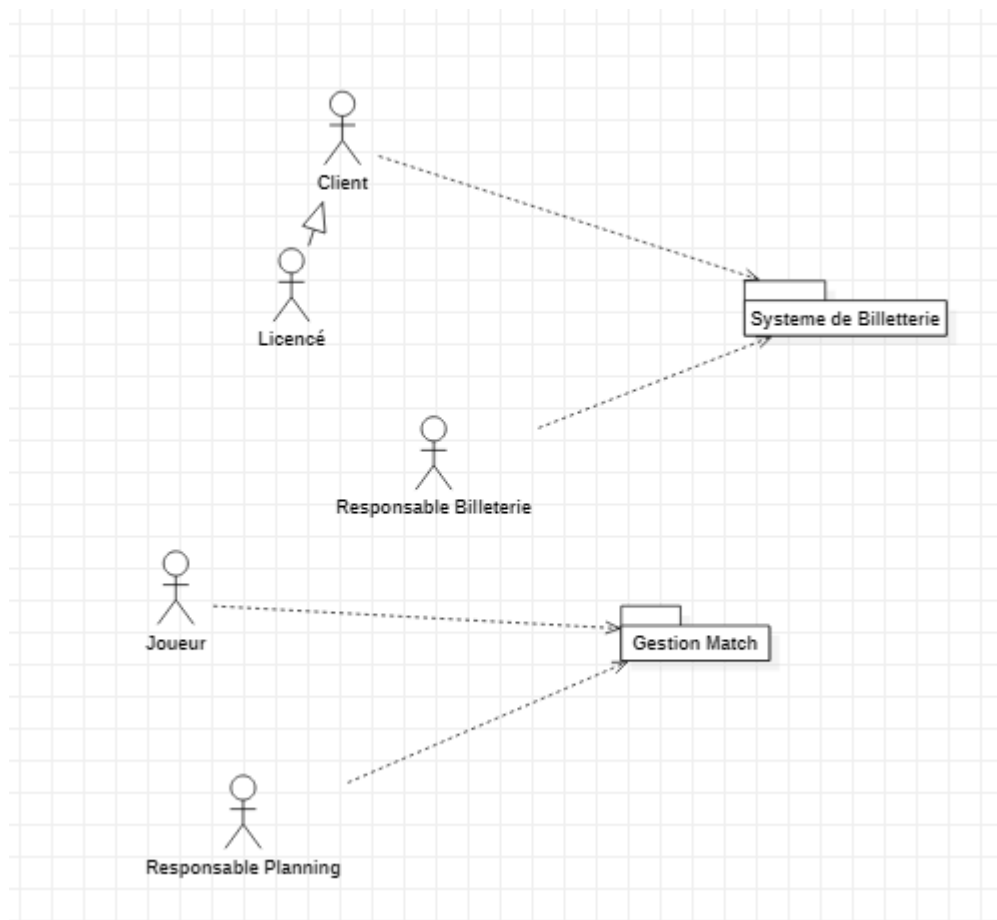 Client
Licencé
Systeme de Billetterie
Responsable Billeterie
Joueur
Gestion Match
Responsable Planning